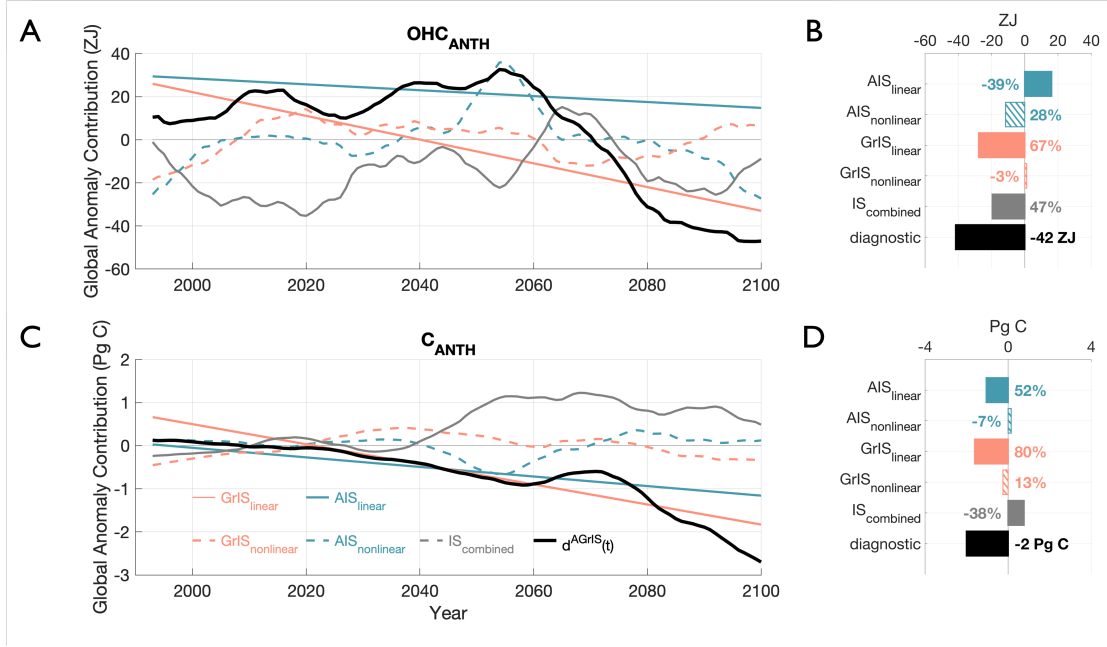 A
OHC_ANTH
Global Anomaly Contribution (ZJ)
40
20
0
-20
-40
-60
2000 2020 2040 2060 2080 2100
B
ZJ
-60 -40 -20 0 20 40
AIS_linear -39%
AIS_nonlinear 28%
GrIS_linear 67%
GrIS_nonlinear -3%
IS_combined 47%
diagnostic -42 ZJ
C
C_ANTH
Global Anomaly Contribution (Pg C)
2
1
0
-1
-2
-3
GrIS_linear AIS_linear
GrIS_nonlinear AIS_nonlinear IS_combined d^AGrIS(t)
2000 2020 2040 2060 2080 2100
Year
D
Pg C
-4 0 4
AIS_linear 52%
AIS_nonlinear -7%
GrIS_linear 80%
GrIS_nonlinear 13%
IS_combined -38%
diagnostic -2 Pg C